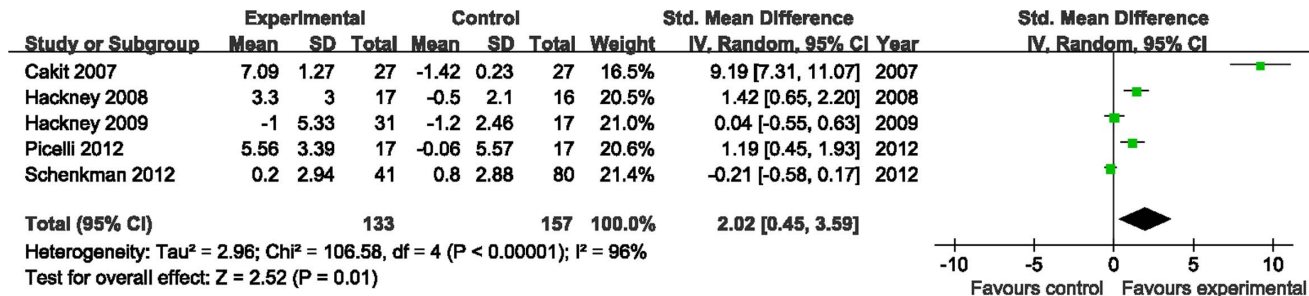 Experimental Control Std. Mean Difference Std. Mean Difference
Study or Subgroup Mean SD Total Mean SD Total Weight IV, Random, 95% CI Year IV, Random, 95% CI
Cakit 2007 7.09 1.27 27 -1.42 0.23 27 16.5% 9.19 [7.31, 11.07] 2007
Hackney 2008 3.3 3 17 -0.5 2.1 16 20.5% 1.42 [0.65, 2.20] 2008
Hackney 2009 -1 5.33 31 -1.2 2.46 17 21.0% 0.04 [-0.55, 0.63] 2009
Picelli 2012 5.56 3.39 17 -0.06 5.57 17 20.6% 1.19 [0.45, 1.93] 2012
Schenkman 2012 0.2 2.94 41 0.8 2.88 80 21.4% -0.21 [-0.58, 0.17] 2012
Total (95% CI) 133 157 100.0% 2.02 [0.45, 3.59]
Heterogeneity: Tau² = 2.96; Chi² = 106.58, df = 4 (P < 0.00001); I² = 96%
Test for overall effect: Z = 2.52 (P = 0.01)
-10 -5 0 5 10
Favours control Favours experimental